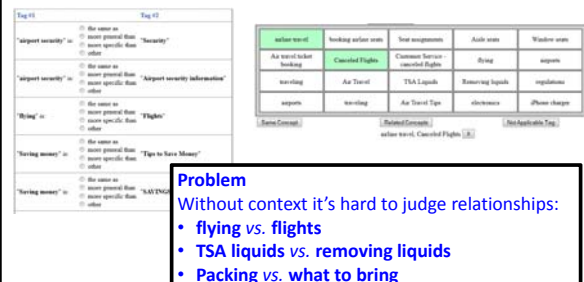 Tag #1 Tag #2
the same as
"airport security" is: more general than "Security"
more specific than
other
the same as
"airport security" is: more general than "Airport security information"
more specific than
other
the same as
"flying" is: more general than "Flights"
more specific than
other
the same as
"Saving money" is: more general than "Tips to Save Money"
more specific than
other
the same as
"Saving money" is: more general than "SAVINGS
more specific than
other
airline travel booking airline seats Seat assignments Aisle seats Window seats
Air travel ticket booking Canceled Flights Customer Service - canceled flights flying airports
traveling Air Travel TSA Liquids Removing liquids regulations
airports traveling Air Travel Tips electronics iPhone charger
Same Concept Related Concepts Not Applicable Tag
airline travel, Canceled Flights
Problem
Without context it's hard to judge relationships:
• flying vs. flights
• TSA liquids vs. removing liquids
• Packing vs. what to bring